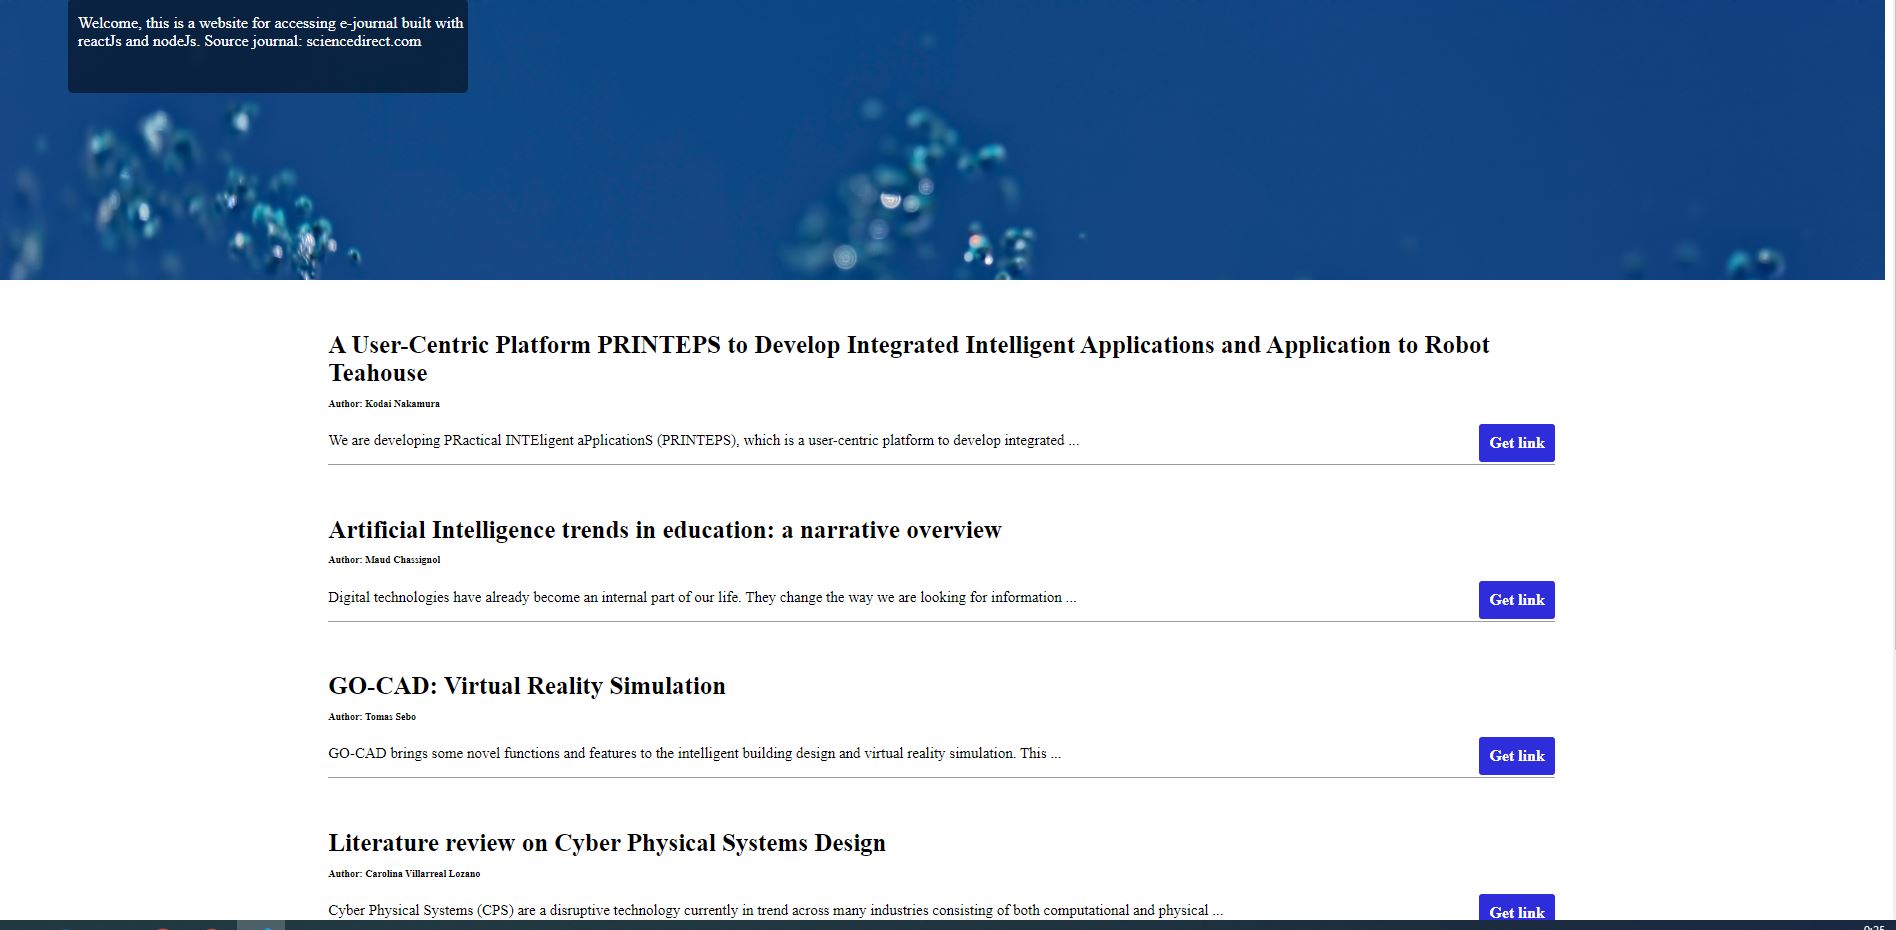 Welcome, this is a website for accessing e-journal built with
reactJs and nodeJs. Source journal: sciencedirect.com
A User-Centric Platform PRINTEPS to Develop Integrated Intelligent Applications and Application to Robot
Teahouse
Author: Kodai Nakamura
We are developing PRactical INTEligent aPplicationS (PRINTEPS), which is a user-centric platform to develop integrated ...
Get link
Artificial Intelligence trends in education: a narrative overview
Author: Maud Chassignol
Digital technologies have already become an internal part of our life. They change the way we are looking for information ...
Get link
GO-CAD: Virtual Reality Simulation
Author: Tomas Sebo
GO-CAD brings some novel functions and features to the intelligent building design and virtual reality simulation. This ...
Get link
Literature review on Cyber Physical Systems Design
Author: Carolina Villarreal Lozano
Cyber Physical Systems (CPS) are a disruptive technology currently in trend across many industries consisting of both computational and physical ...
Get link